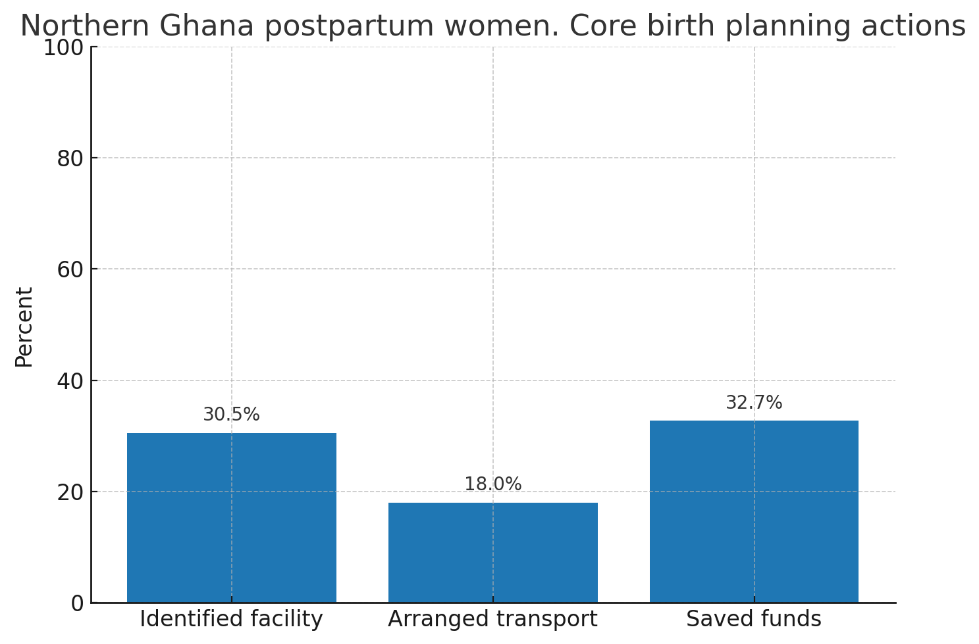 Northern Ghana postpartum women. Core birth planning actions
100
80
60
40
20
0
Percent
30.5%
18.0%
32.7%
Identified facility
Arranged transport
Saved funds